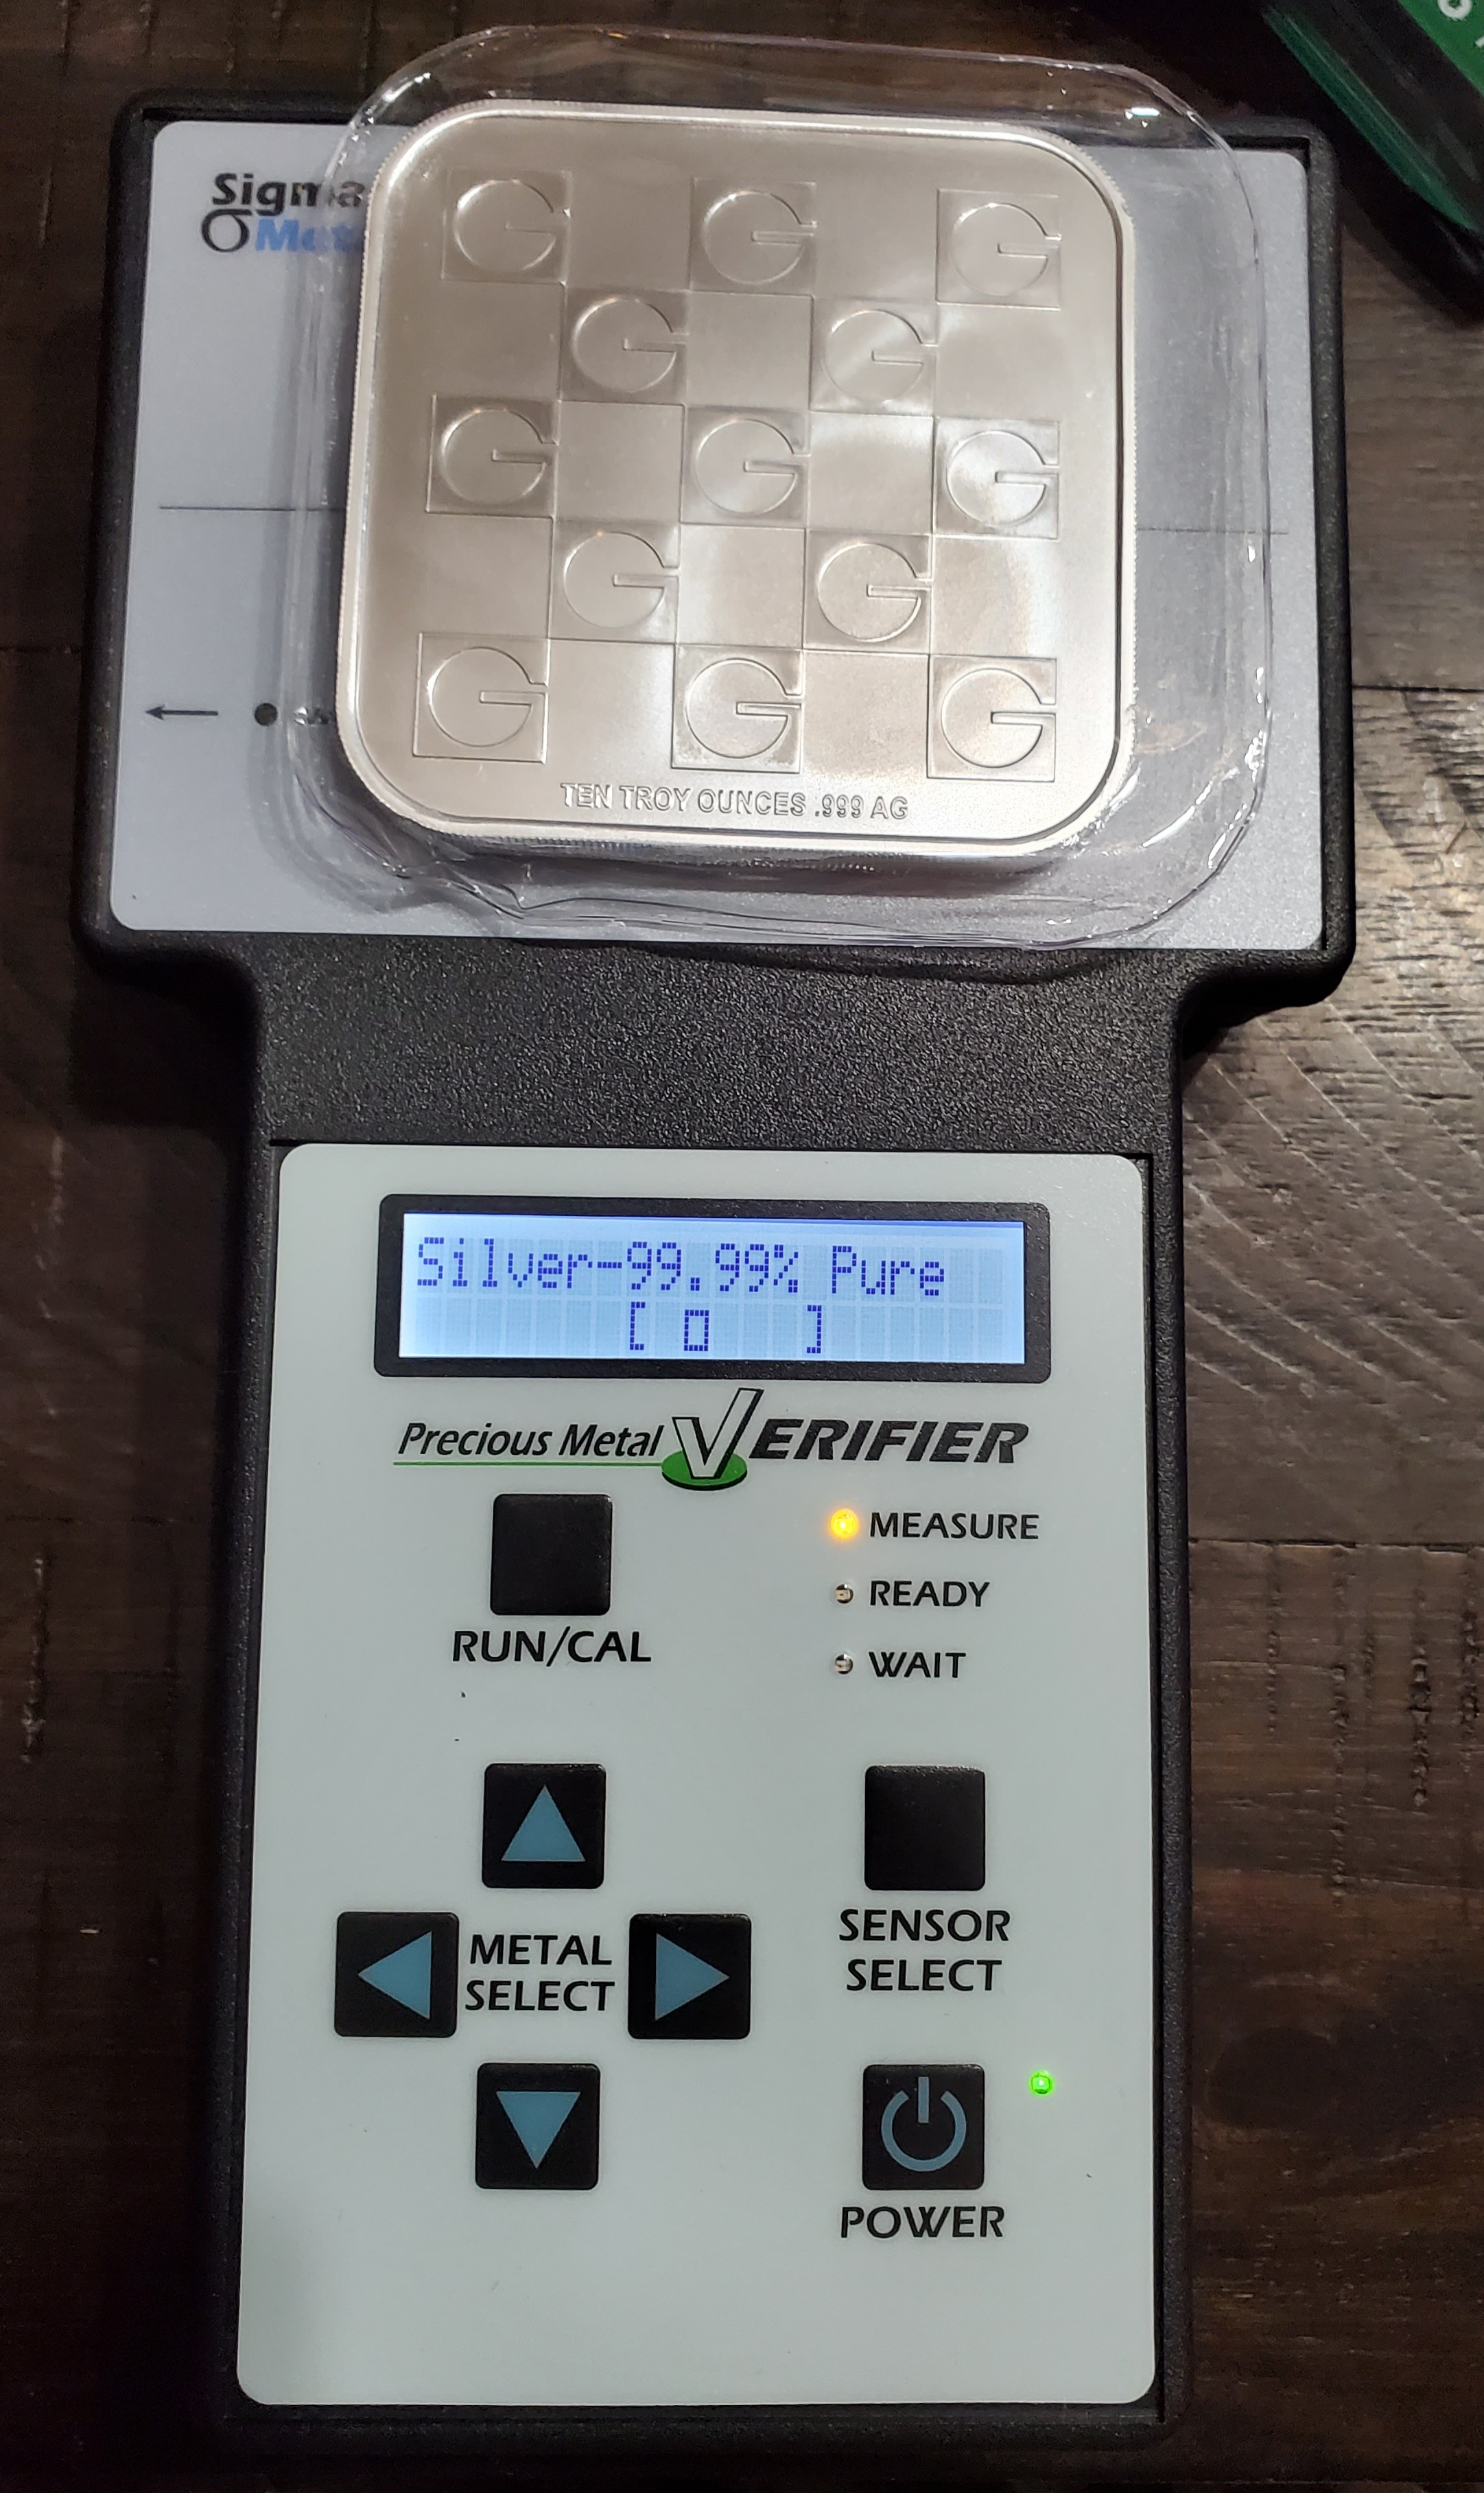 Sigma
TEN TROY OUNCES .999 AG
Silver-99.99% Pure
[ □ ]
Precious Metal VERIFIER
MEASURE
READY
RUN/CAL
WAIT
METAL
SELECT
SENSOR
SELECT
POWER